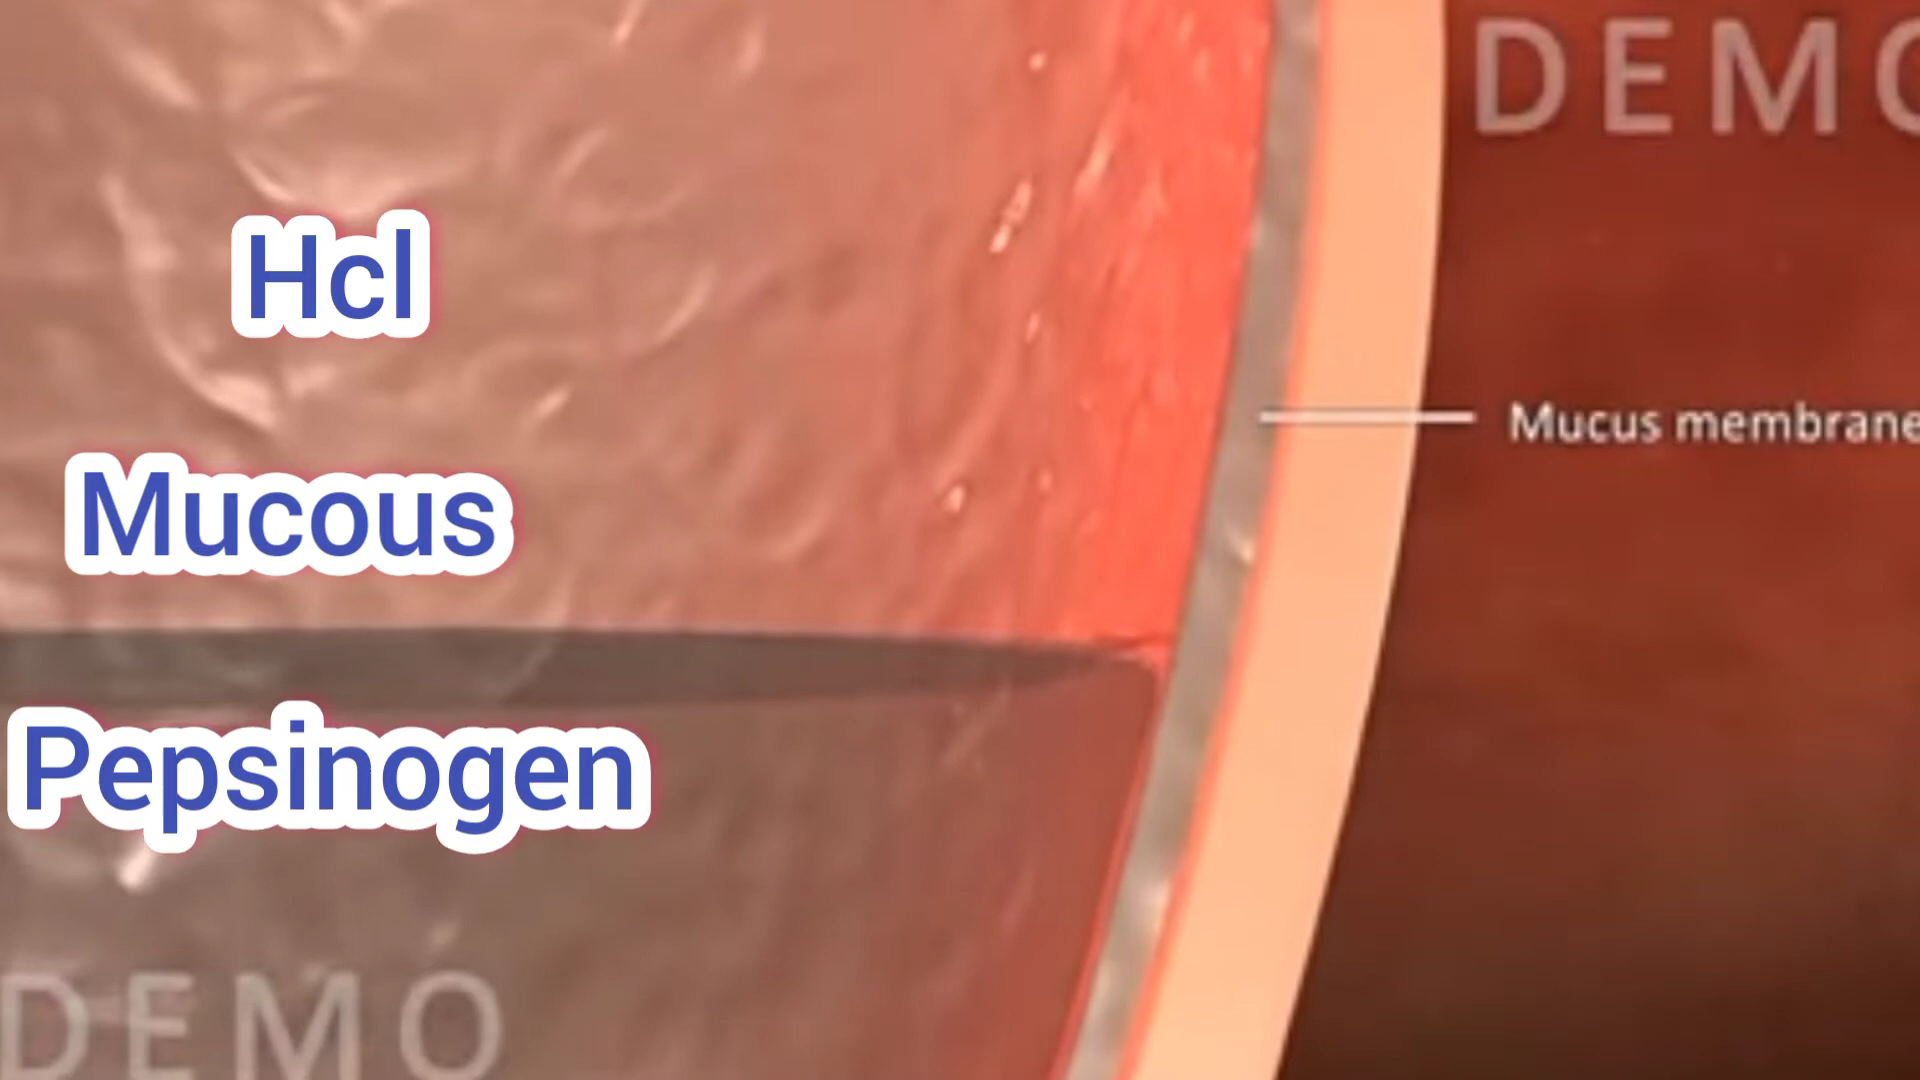 DEMO
Hcl
Mucus membrane
Mucous
Pepsinogen
DEMO